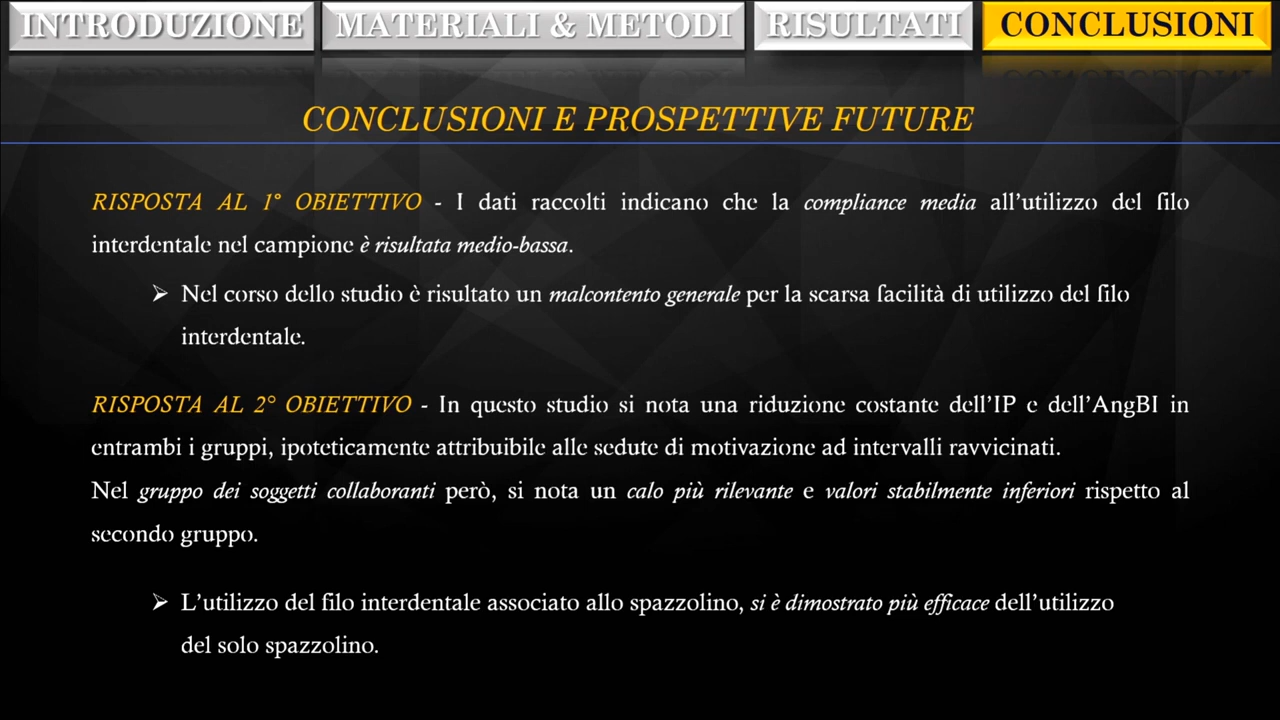 INTRODUZIONE MATERIALI & METODI RISULTATI CONCLUSIONI
CONCLUSIONI E PROSPETTIVE FUTURE
RISPOSTA AL 1° OBIETTIVO - I dati raccolti indicano che la compliance media all'utilizzo del filo
interdentale nel campione è risultata medio-bassa.
➢ Nel corso dello studio è risultato un malcontento generale per la scarsa facilità di utilizzo del filo
interdentale.
RISPOSTA AL 2° OBIETTIVO - In questo studio si nota una riduzione costante dell'IP e dell'AngBI in
entrambi i gruppi, ipoteticamente attribuibile alle sedute di motivazione ad intervalli ravvicinati.
Nel gruppo dei soggetti collaboranti però, si nota un calo più rilevante e valori stabilmente inferiori rispetto al
secondo gruppo.
➢ L'utilizzo del filo interdentale associato allo spazzolino, si è dimostrato più efficace dell'utilizzo
del solo spazzolino.